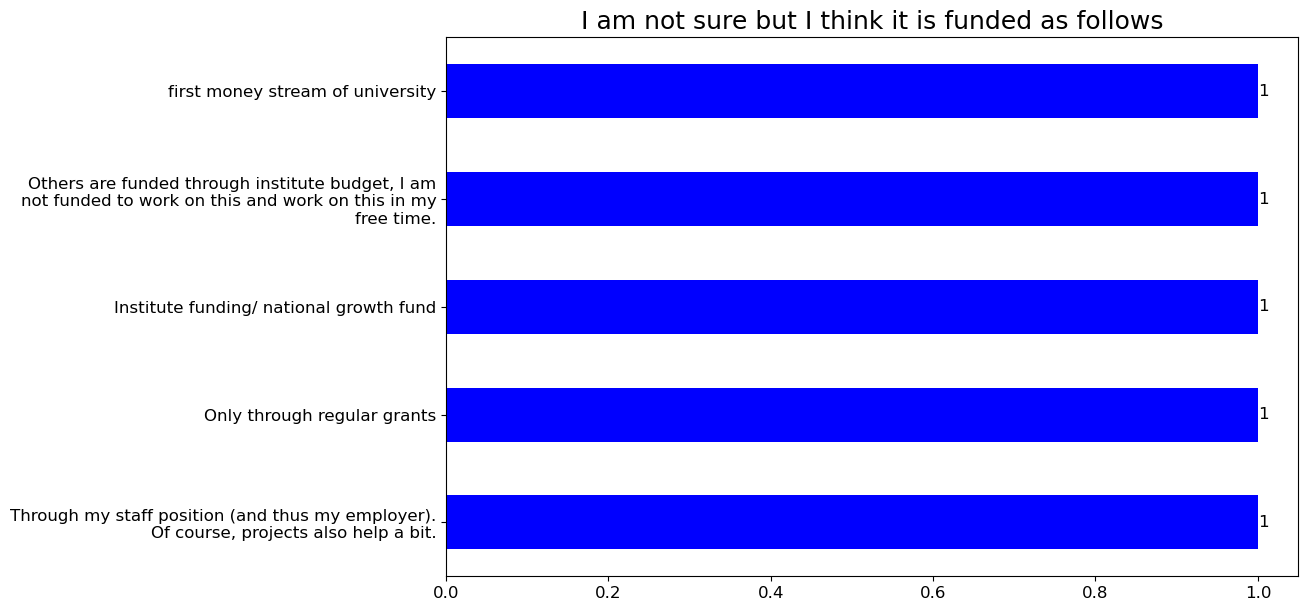 I am not sure but I think it is funded as follows
first money stream of university
1
Others are funded through institute budget, I am
not funded to work on this and work on this in my
free time.
1
Institute funding/ national growth fund
1
Only through regular grants
1
Through my staff position (and thus my employer).
Of course, projects also help a bit.
1
0.0 0.2 0.4 0.6 0.8 1.0